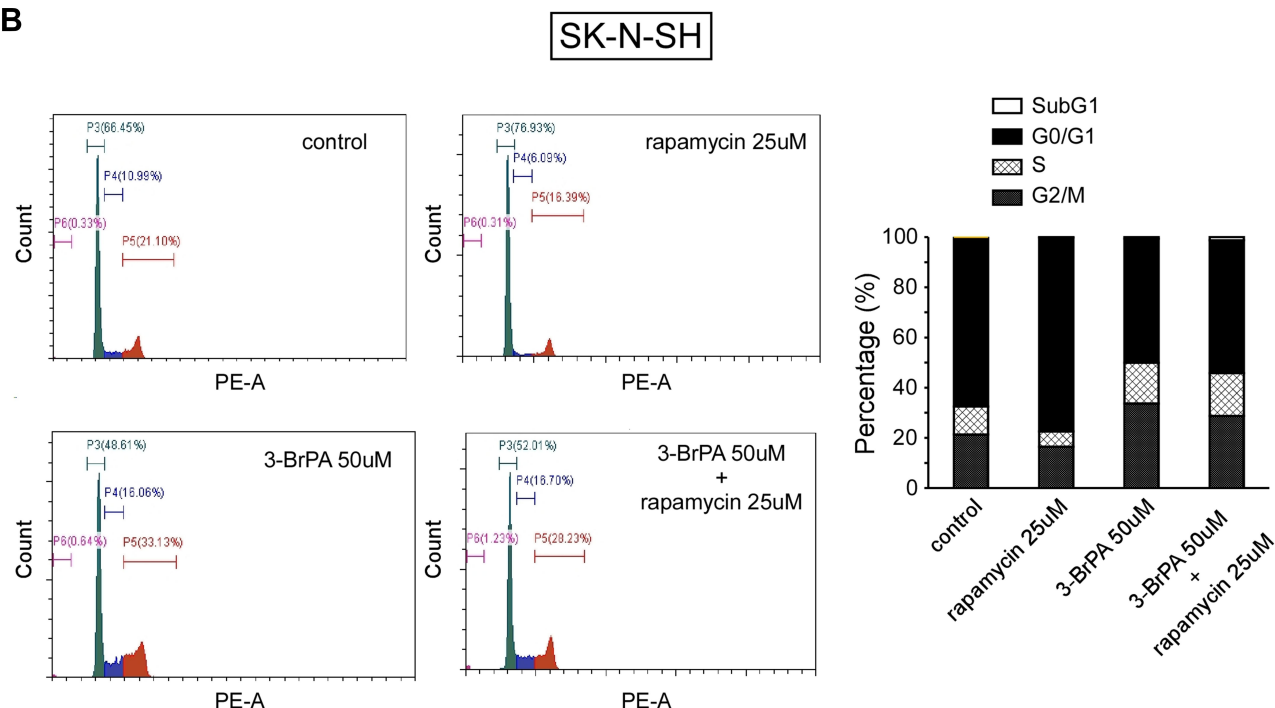 B
SK-N-SH
P3(66.45%)
control
P4(10.99%)
P6(0.33%)
P5(21.10%)
Count
PE-A
P3(76.93%)
rapamycin 25uM
P4(6.09%)
P5(16.39%)
P6(0.31%)
Count
PE-A
P3(48.61%)
3-BrPA 50uM
P4(16.06%)
P6(0.64%)
P5(33.13%)
Count
PE-A
P3(52.01%)
3-BrPA 50uM
+
rapamycin 25uM
P4(16.70%)
P6(1.23%)
P5(28.23%)
Count
PE-A
SubG1
G0/G1
S
G2/M
Percentage (%)
100
80
60
40
20
0
control
rapamycin 25uM
3-BrPA 50uM
3-BrPA 50uM
+
rapamycin 25uM